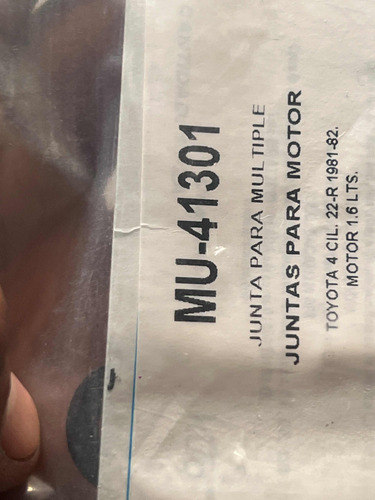 MU-41301
JUNTA PARA MULTIPLE
JUNTAS PARA MOTOR
TOYOTA 4 CIL. 22-R 1981-82.
MOTOR 1.6 LTS.